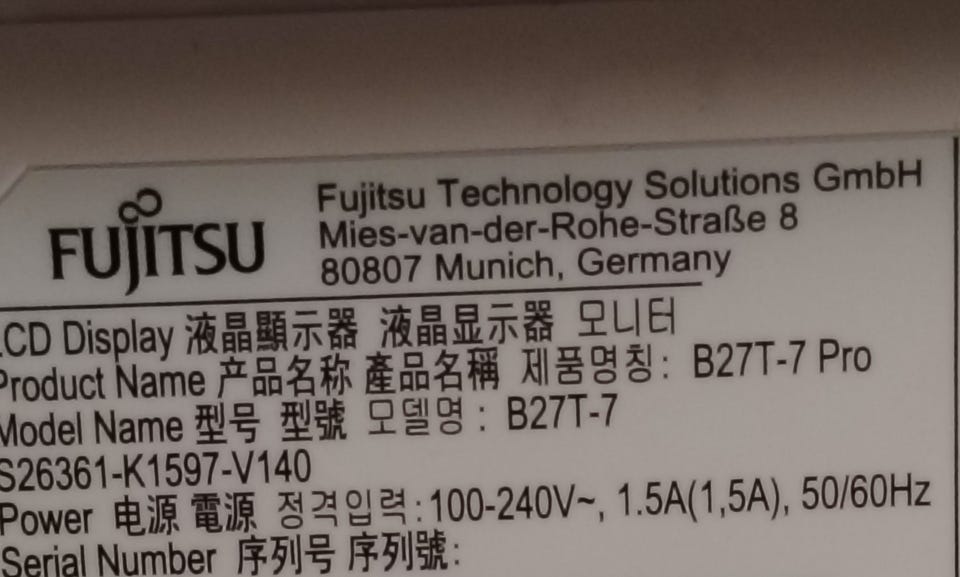 FUJITSU
Fujitsu Technology Solutions GmbH
Mies-van-der-Rohe-Straße 8
80807 Munich, Germany
LCD Display 液晶顯示器 液晶显示器 모니터
Product Name 产品名称 產品名稱 제품명칭: B27T-7 Pro
Model Name 型号 型號 모델명: B27T-7
S26361-K1597-V140
Power 电源 電源 정격입력:100-240V~, 1.5A(1,5A), 50/60Hz
Serial Number 序列号 序列號: